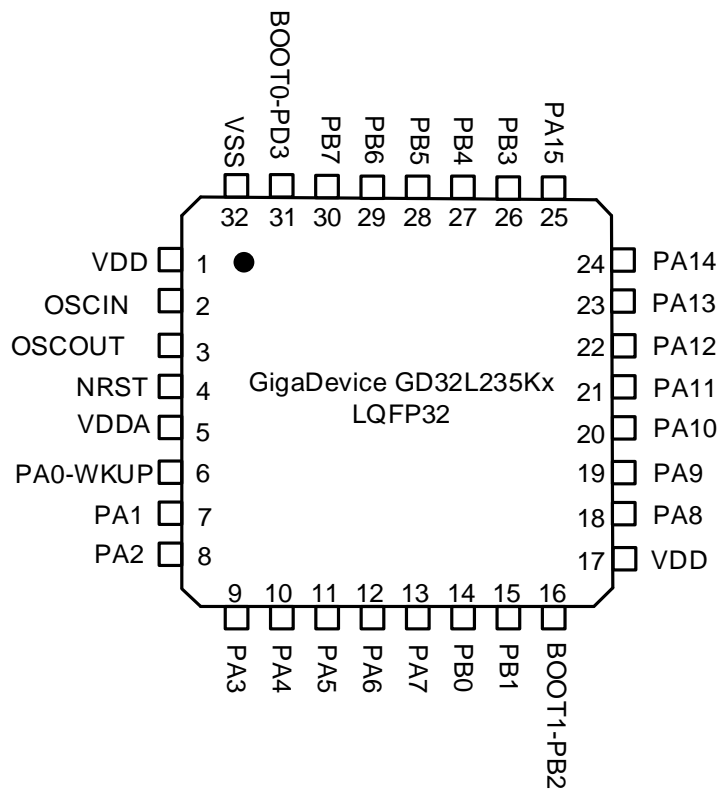 BOOT0-PD3
VSS
PB7
PB6
PB5
PB4
PB3
PA15
32
31
30
29
28
27
26
25
VDD
1
OSCIN
2
OSCOUT
3
NRST
4
VDDA
5
PA0-WKUP
6
PA1
7
PA2
8
GigaDevice GD32L235Kx
LQFP32
24
PA14
23
PA13
22
PA12
21
PA11
20
PA10
19
PA9
18
PA8
17
VDD
9
10
11
12
13
14
15
16
PA3
PA4
PA5
PA6
PA7
PB0
PB1
BOOT1-PB2